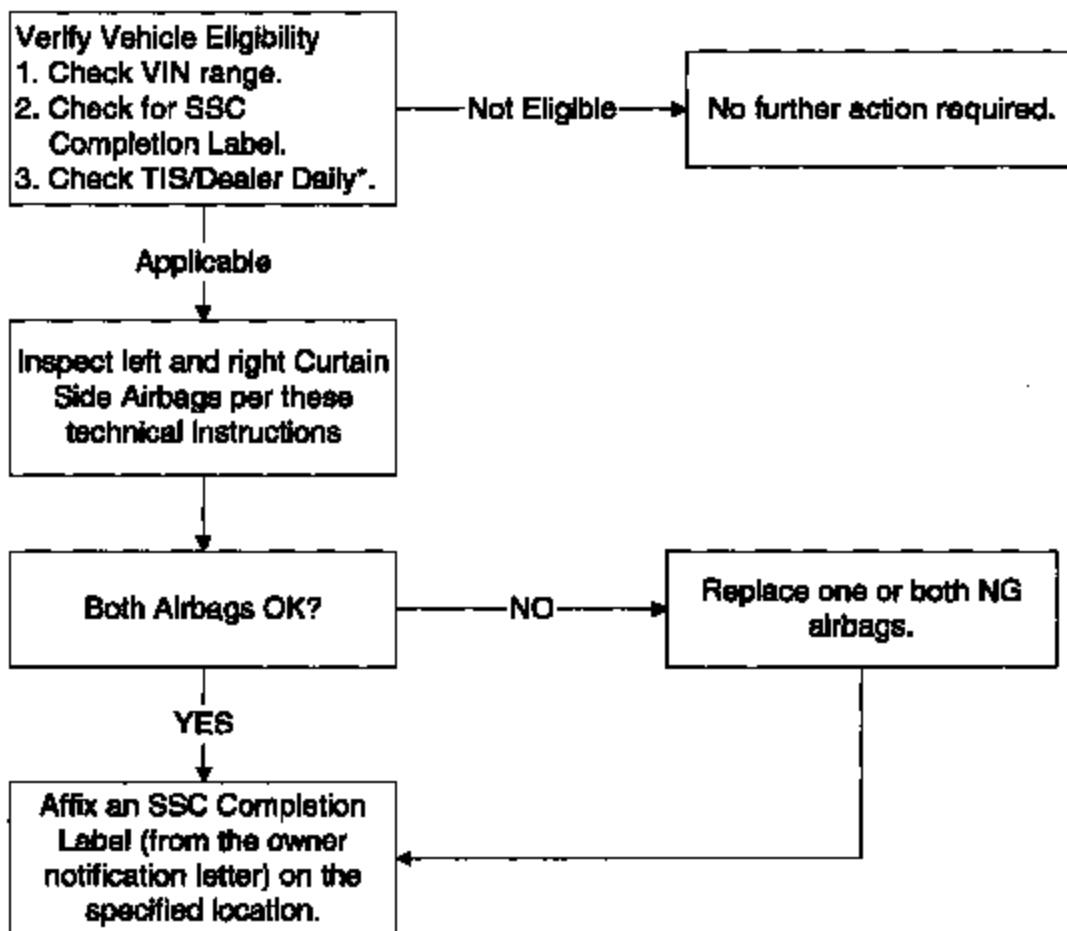 Verify Vehicle Eligibility
1. Check VIN range.
2. Check for SSC
Completion Label.
3. Check TIS/Dealer Daily*.
Not Eligible
No further action required.
Applicable
Inspect left and right Curtain
Side Airbags per these
technical instructions
Both Airbags OK?
NO
Replace one or both NG
airbags.
YES
Affix an SSC Completion
Label (from the owner
notification letter) on the
specified location.